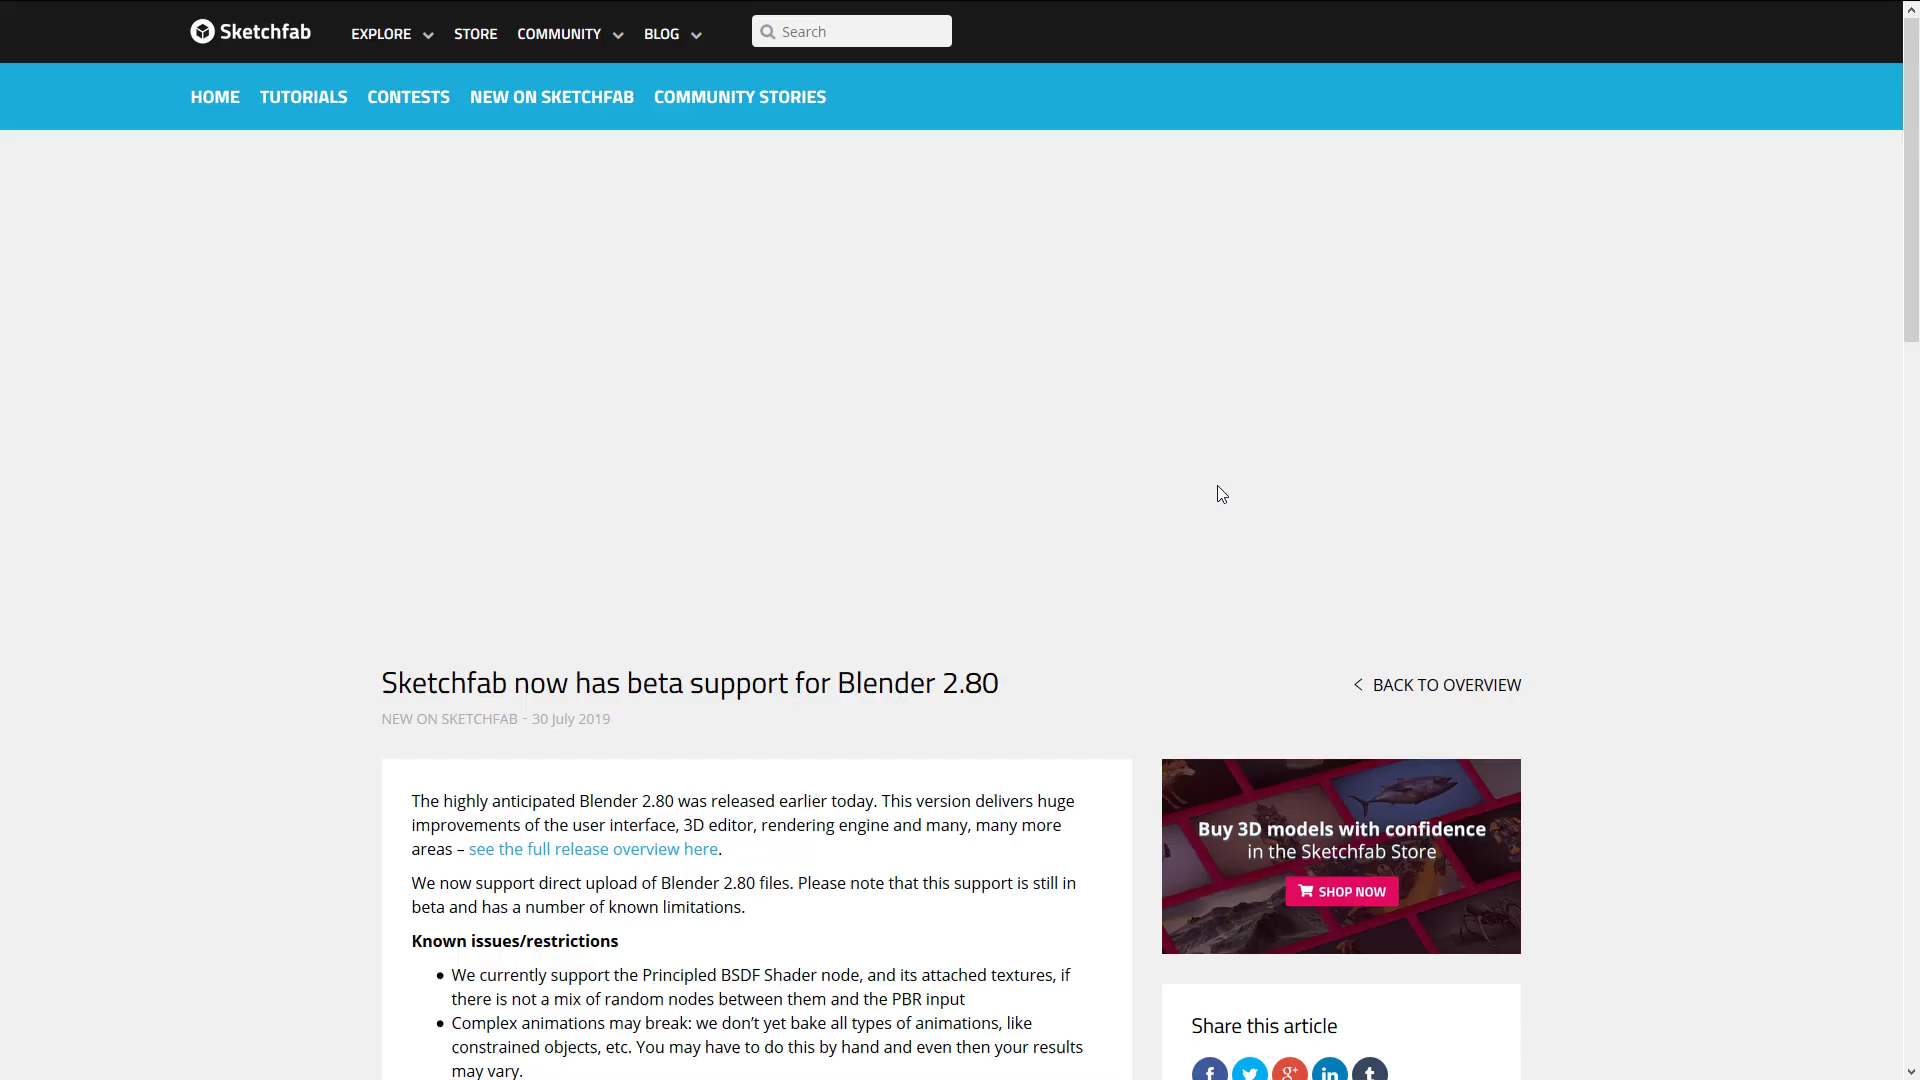 Sketchfab EXPLORE STORE COMMUNITY BLOG Search
HOME TUTORIALS CONTESTS NEW ON SKETCHFAB COMMUNITY STORIES
Sketchfab now has beta support for Blender 2.80
BACK TO OVERVIEW
NEW ON SKETCHFAB - 30 July 2019
The highly anticipated Blender 2.80 was released earlier today. This version delivers huge
improvements of the user interface, 3D editor, rendering engine and many, many more
areas – see the full release overview here.
We now support direct upload of Blender 2.80 files. Please note that this support is still in
beta and has a number of known limitations.
Known issues/restrictions
• We currently support the Principled BSDF Shader node, and its attached textures, if
there is not a mix of random nodes between them and the PBR input
• Complex animations may break: we don’t yet bake all types of animations, like
constrained objects, etc. You may have to do this by hand and even then your results
may vary.
Buy 3D models with confidence
in the Sketchfab Store
SHOP NOW
Share this article